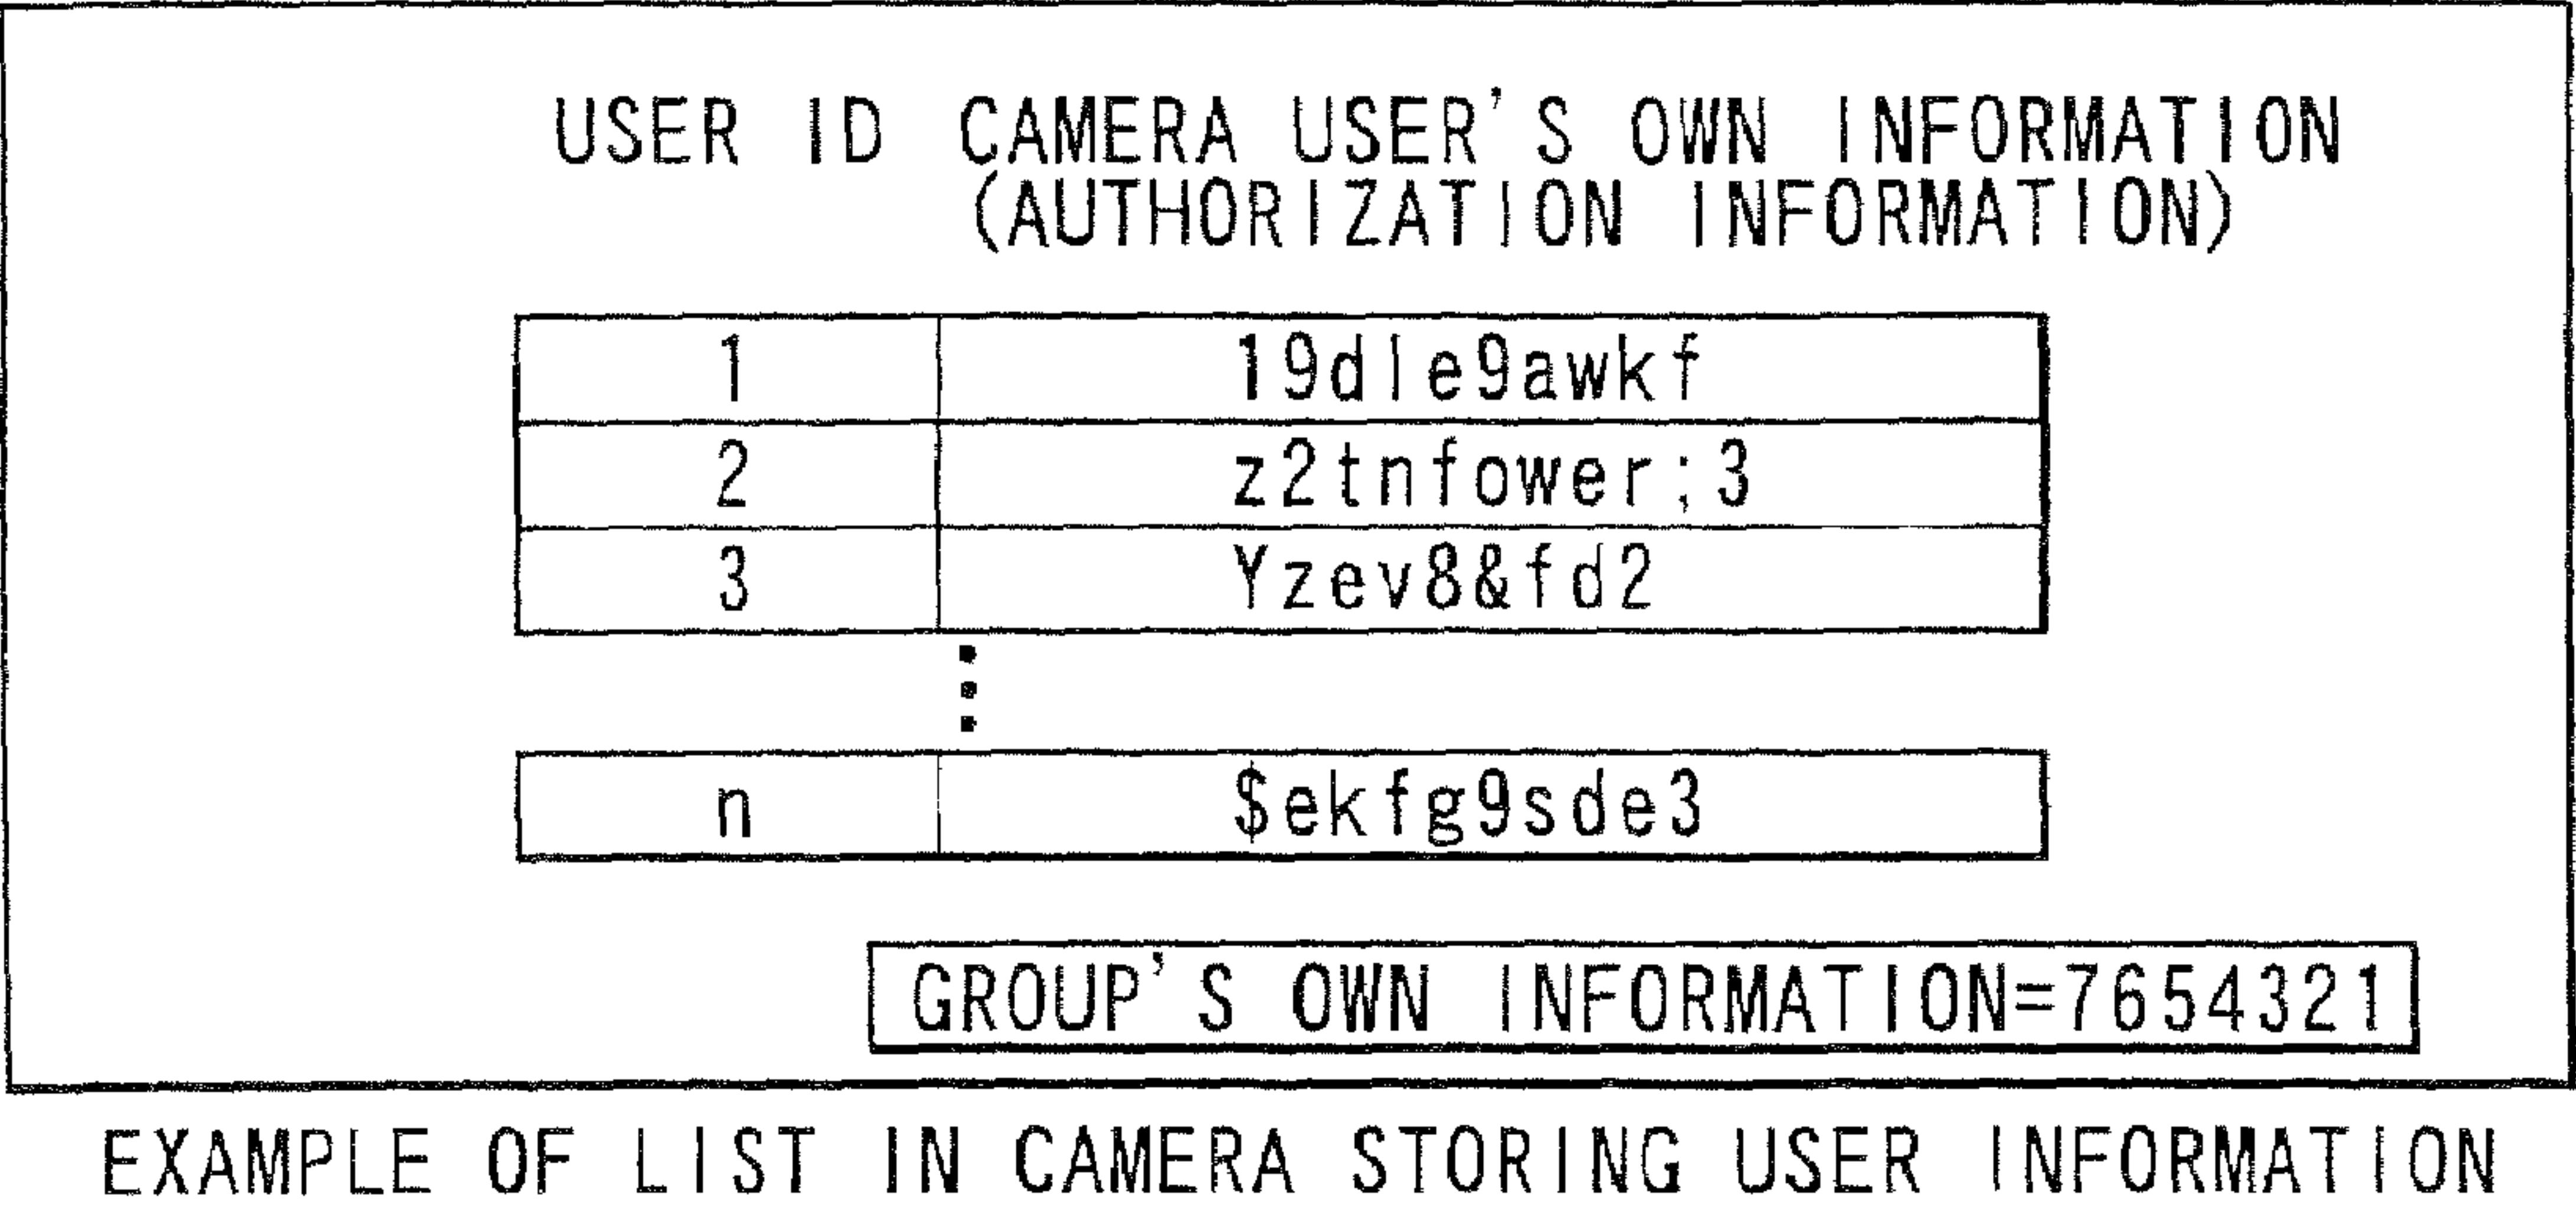 USER ID CAMERA USER'S OWN INFORMATION
(AUTHORIZATION INFORMATION)
1 19dle9awkf
2 z2tnfower;3
3 Yzev8&fd2
n $ekfg9sde3
GROUP'S OWN INFORMATION=7654321
EXAMPLE OF LIST IN CAMERA STORING USER INFORMATION